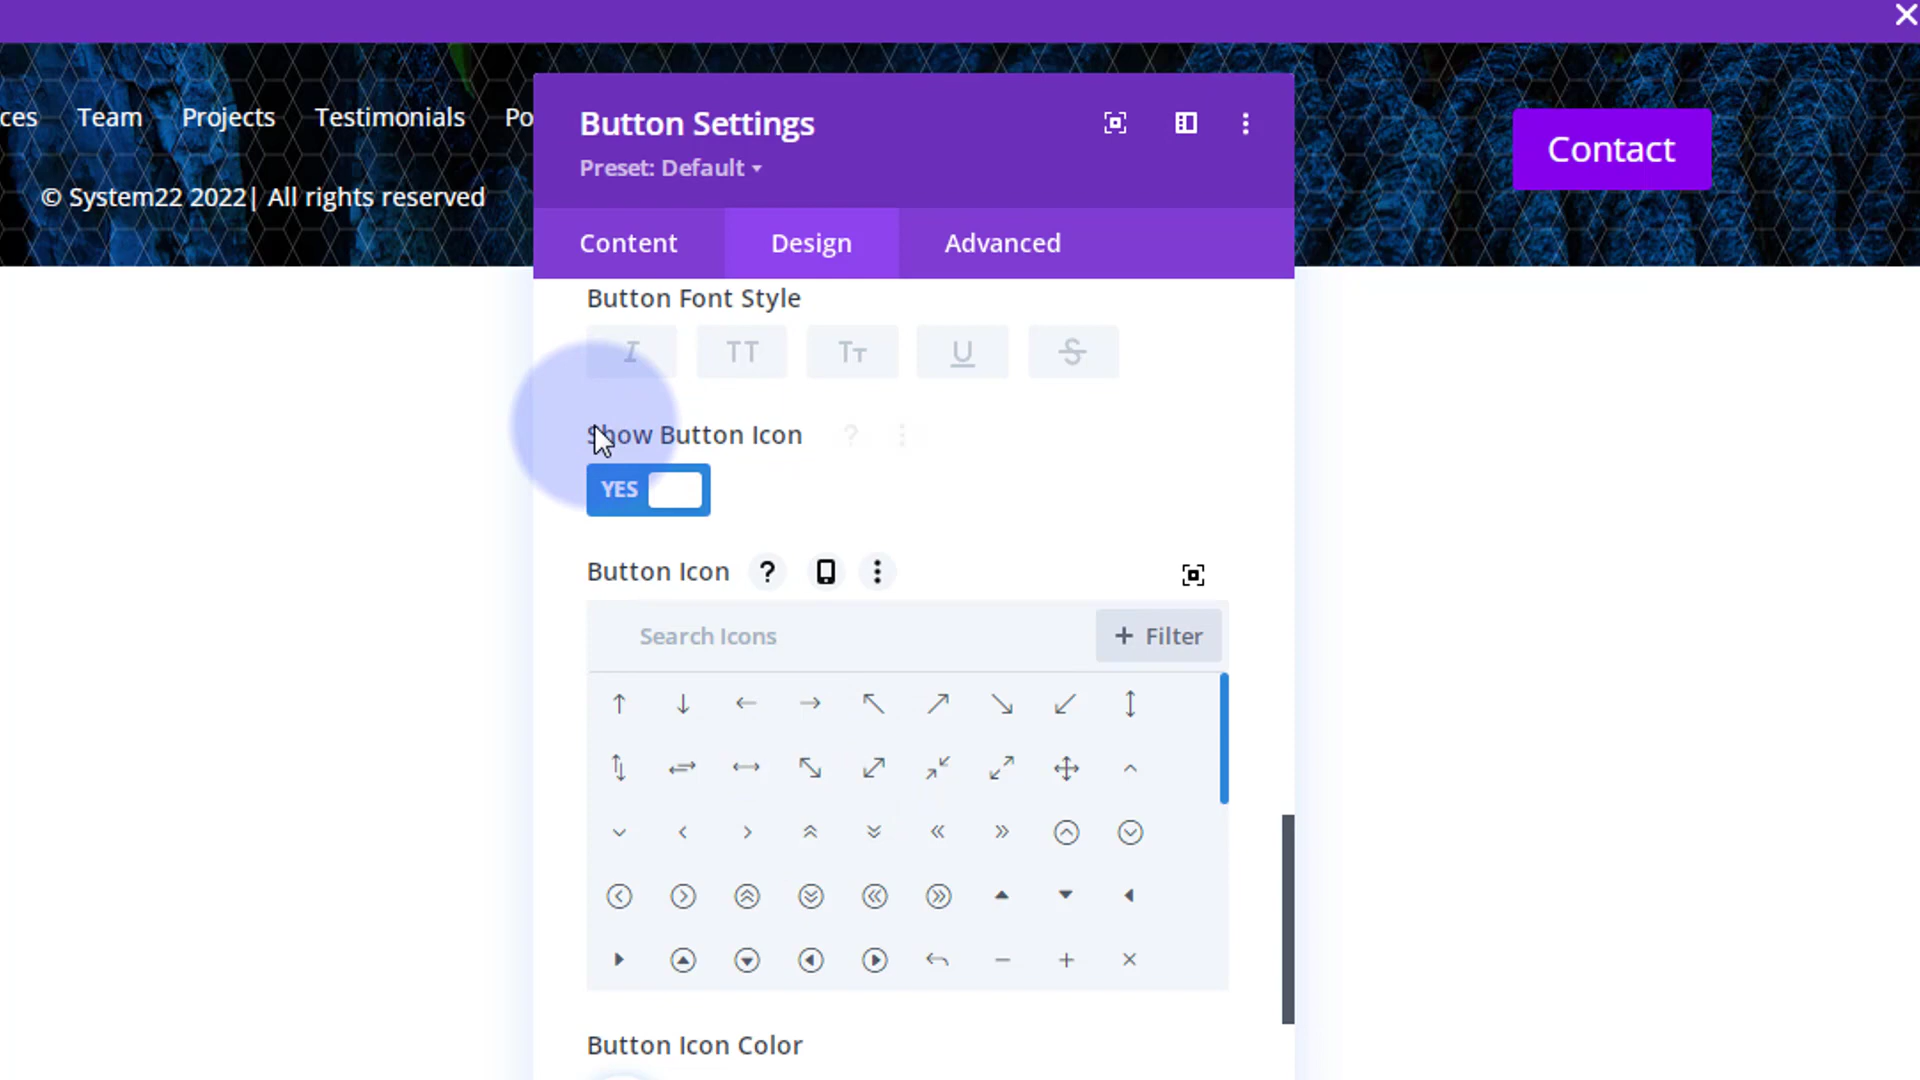 ces Team Projects Testimonials Po
© System22 2022| All rights reserved
Contact
Button Settings
Preset: Default
Content Design Advanced
Button Font Style
I TT Tт U S
Show Button Icon ?
YES
Button Icon ?
Search Icons
+ Filter
Button Icon Color